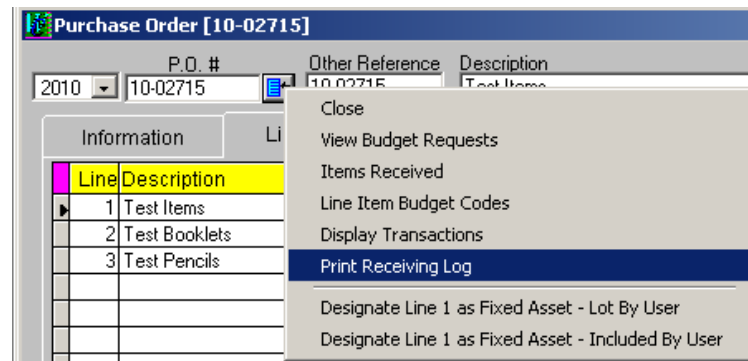 Purchase Order [10-02715]
P.O. # Other Reference Description
2010 10-02715 10-02715 Test Items
Close
Information Li View Budget Requests
Items Received
Line Description
Line Item Budget Codes
1 Test Items
2 Test Booklets
Display Transactions
3 Test Pencils
Print Receiving Log
Designate Line 1 as Fixed Asset - Lot By User
Designate Line 1 as Fixed Asset - Included By User